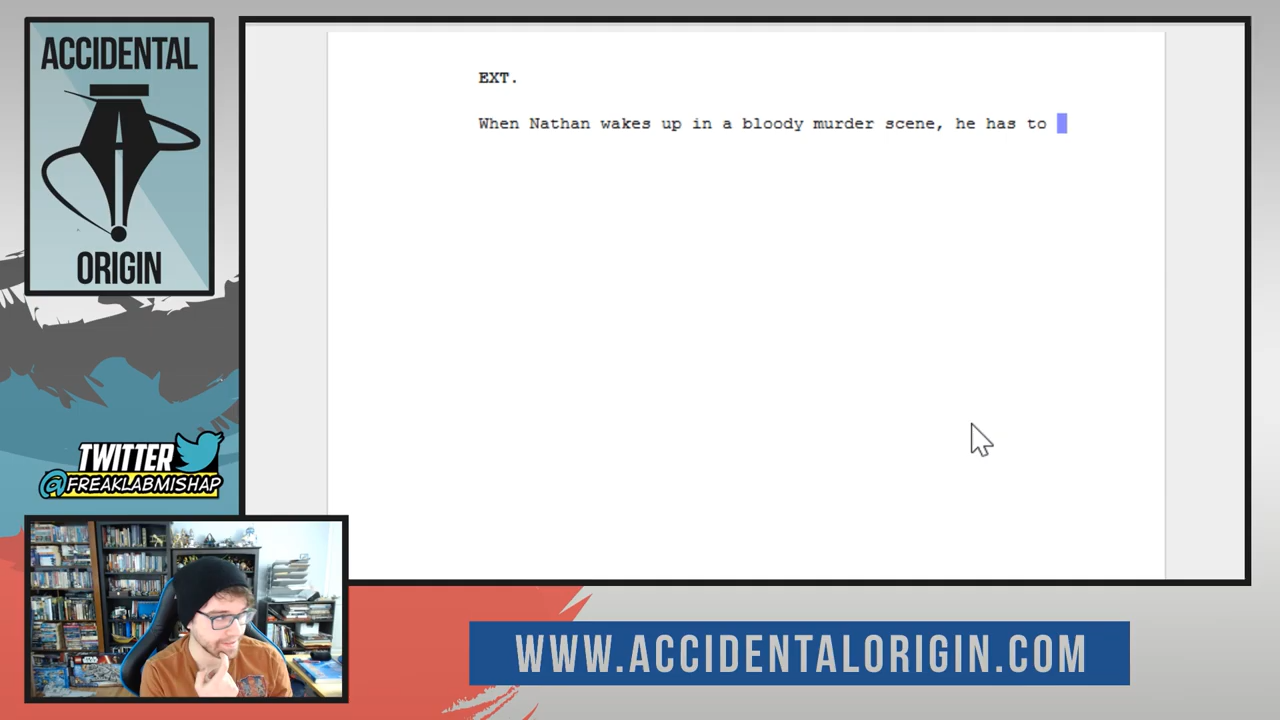 ACCIDENTAL
ORIGIN
EXT.
When Nathan wakes up in a bloody murder scene, he has to
TWITTER
@FREAKLABMISHAP
WWW.ACCIDENTALORIGIN.COM